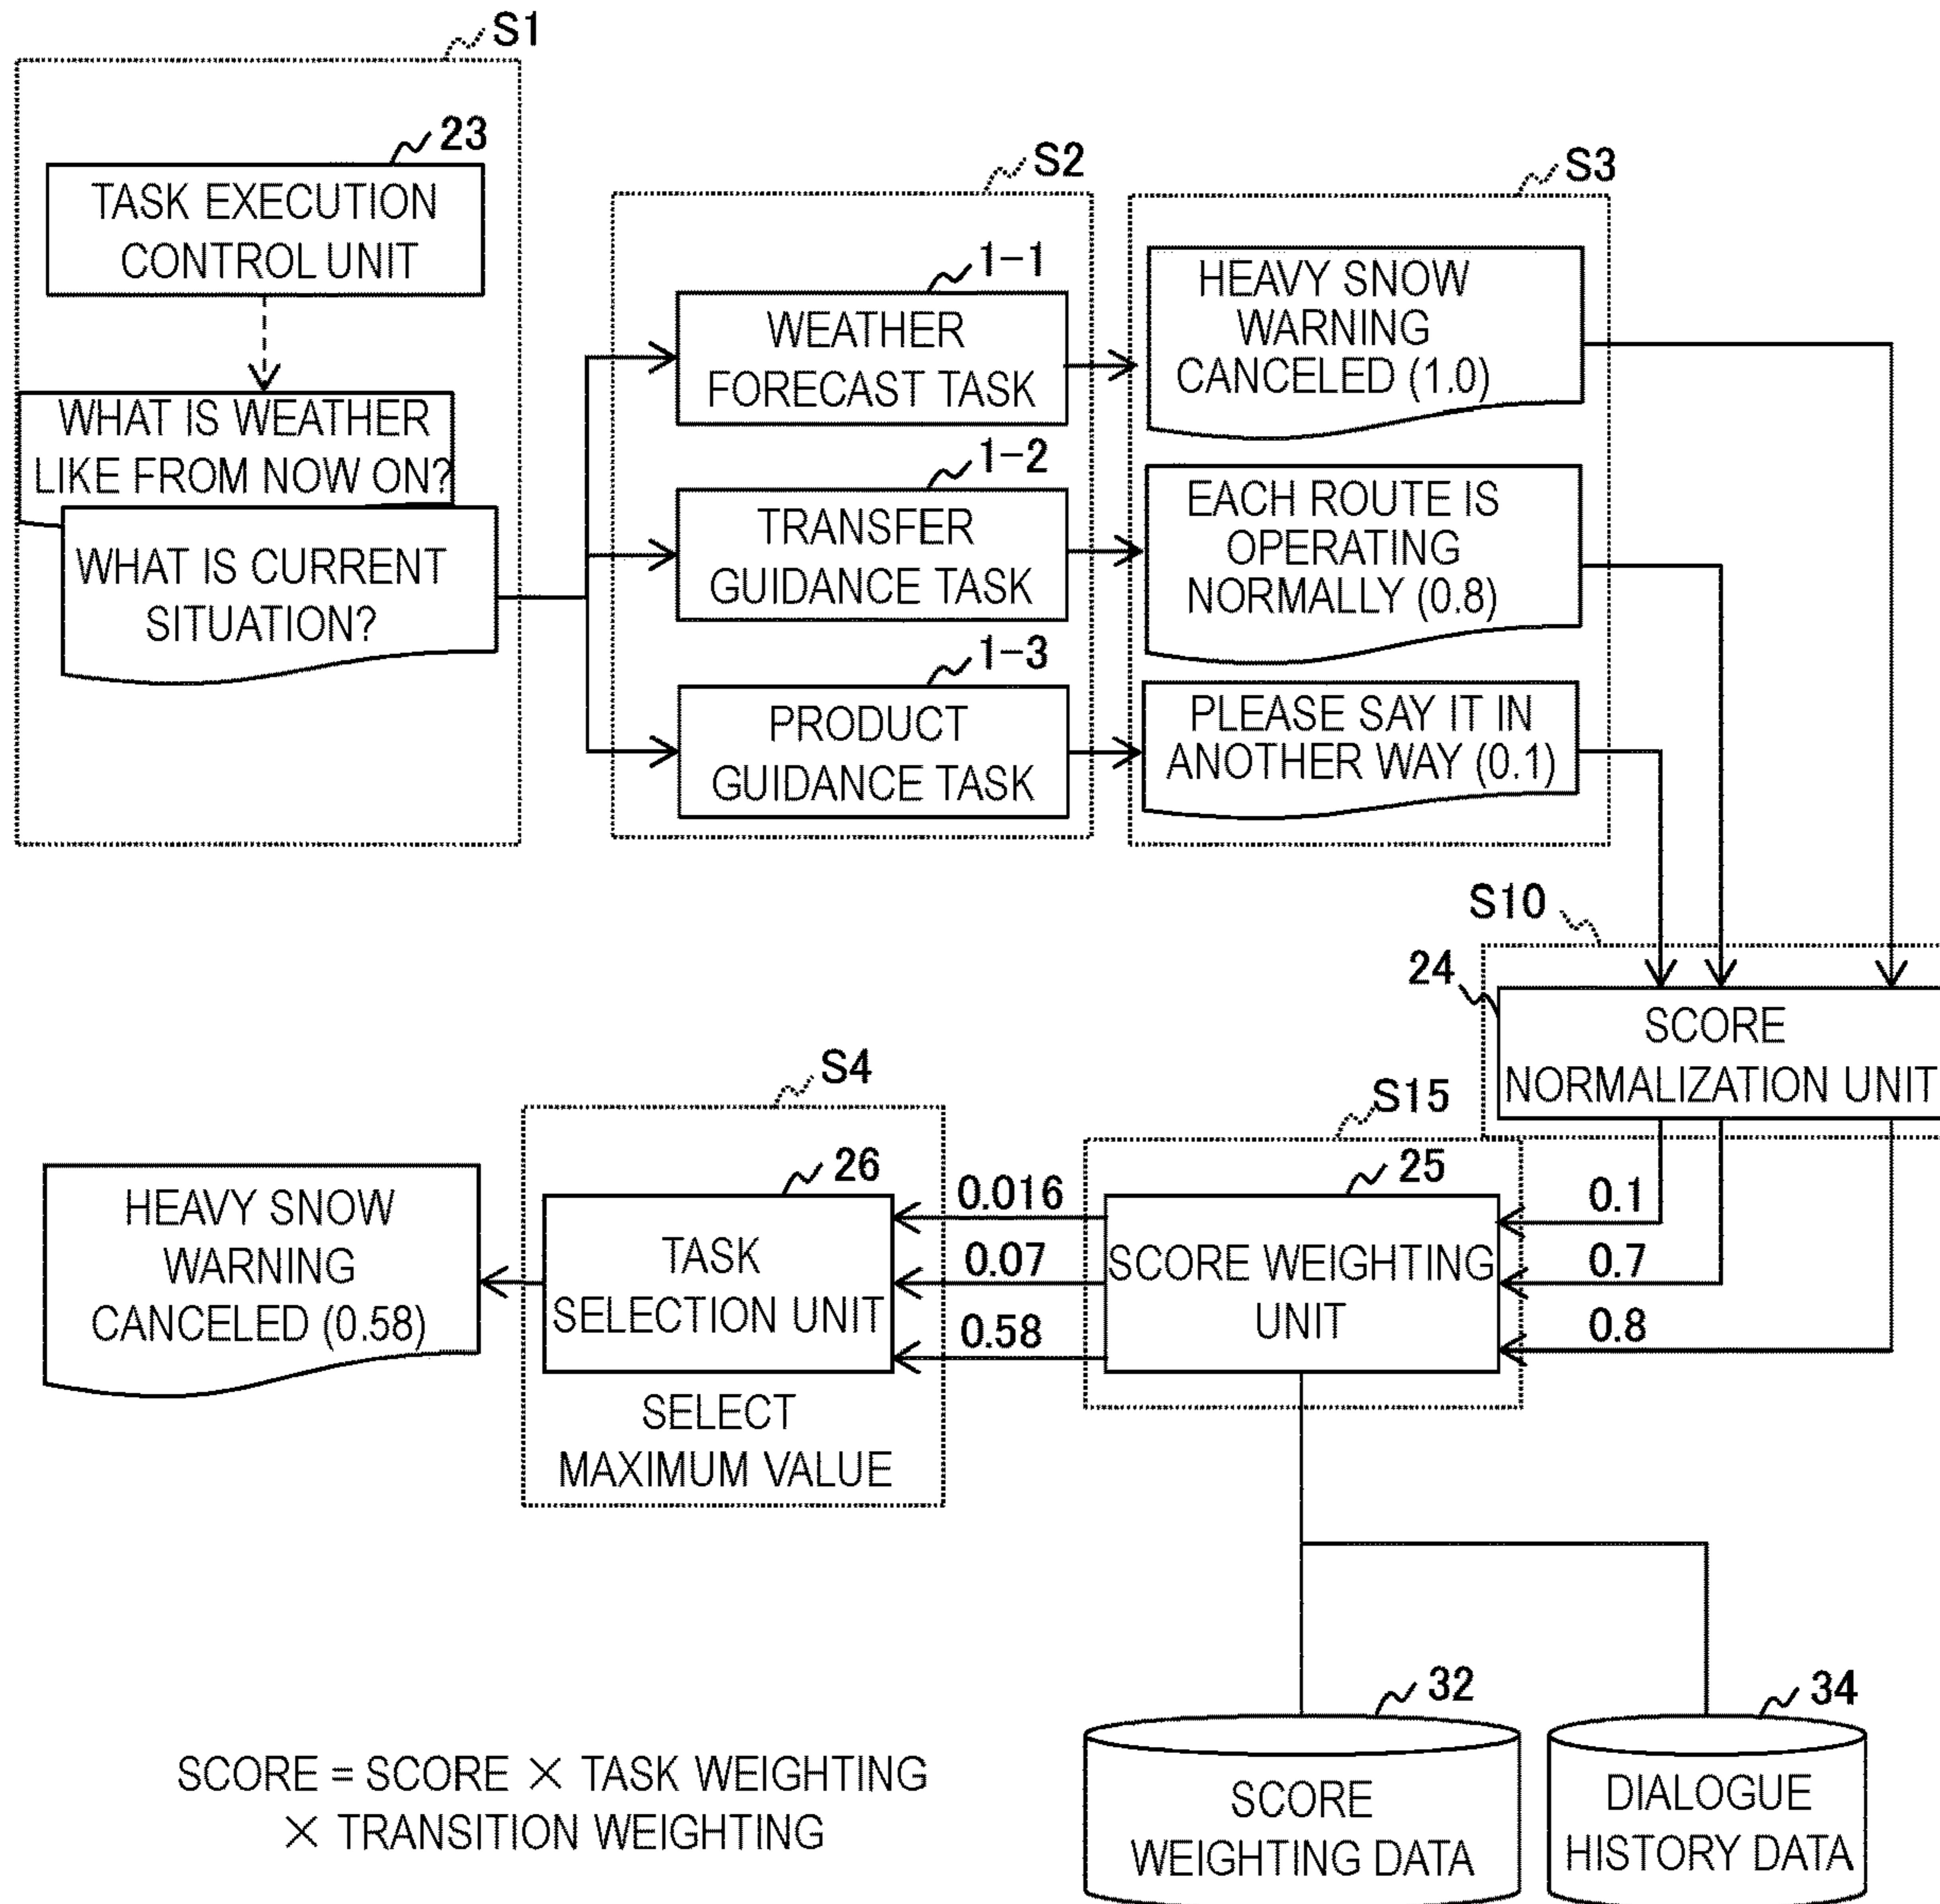 S1
23
TASK EXECUTION
CONTROL UNIT
WHAT IS WEATHER
LIKE FROM NOW ON?
WHAT IS CURRENT
SITUATION?
S2
1-1
WEATHER
FORECAST TASK
1-2
TRANSFER
GUIDANCE TASK
1-3
PRODUCT
GUIDANCE TASK
S3
HEAVY SNOW
WARNING
CANCELED (1.0)
EACH ROUTE IS
OPERATING
NORMALLY (0.8)
PLEASE SAY IT IN
ANOTHER WAY (0.1)
S10
24
SCORE
NORMALIZATION UNIT
0.1
0.7
0.8
S15
25
SCORE WEIGHTING
UNIT
0.016
0.07
0.58
S4
26
TASK
SELECTION UNIT
SELECT
MAXIMUM VALUE
HEAVY SNOW
WARNING
CANCELED (0.58)
32
SCORE
WEIGHTING DATA
34
DIALOGUE
HISTORY DATA
SCORE = SCORE × TASK WEIGHTING
× TRANSITION WEIGHTING